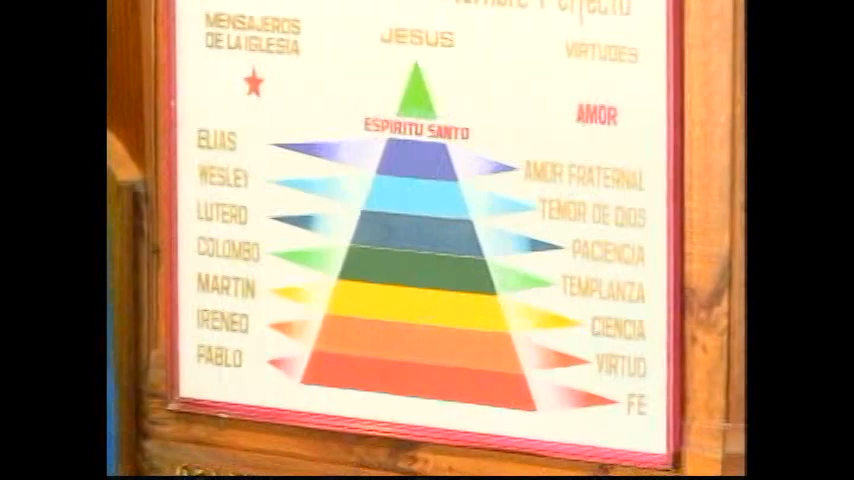 MENSAJEROS
DE LA IGLESIA
JESUS
VIRTUDES
AMOR
ESPIRITU SANTO
ELIAS
AMOR FRATERNAL
WESLEY
TEMOR DE DIOS
LUTERO
PACIENCIA
COLOMBO
TEMPLANZA
MARTIN
CIENCIA
IRENEO
VIRTUD
PABLO
FE